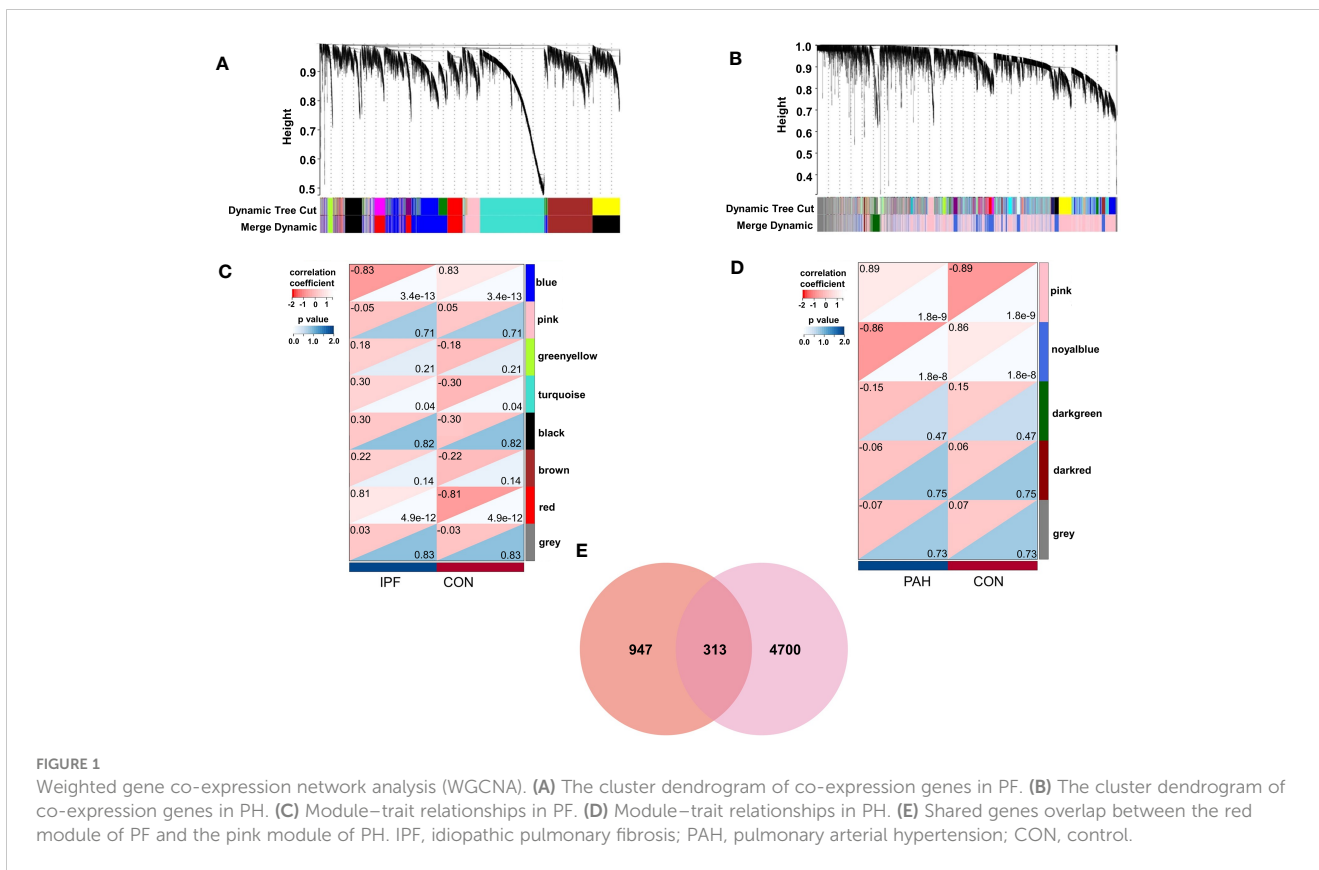 A
Height
0.9
0.8
0.7
0.6
0.5
Dynamic Tree Cut
Merge Dynamic
B
Height
1.0
0.9
0.8
0.7
0.6
0.5
0.4
Dynamic Tree Cut
Merge Dynamic
C
correlation
coefficient
-2 -1 0 1
p value
0.0 1.0 2.0
-0.83 3.4e-13 0.83 3.4e-13 blue
-0.05 0.71 0.05 0.71 pink
0.18 0.21 -0.18 0.21 greenyellow
0.30 0.04 -0.30 0.04 turquoise
0.30 0.82 -0.30 0.82 black
0.22 0.14 -0.22 0.14 brown
0.81 4.9e-12 -0.81 4.9e-12 red
0.03 0.83 -0.03 0.83 grey
IPF CON
D
correlation
coefficient
-2 -1 0 1
p value
0.0 1.0 2.0
0.89 1.8e-9 -0.89 1.8e-9 pink
-0.86 1.8e-8 0.86 1.8e-8 noyalblue
-0.15 0.47 0.15 0.47 darkgreen
-0.06 0.75 0.06 0.75 darkred
-0.07 0.73 0.07 0.73 grey
PAH CON
E
947 313 4700
FIGURE 1
Weighted gene co-expression network analysis (WGCNA). (A) The cluster dendrogram of co-expression genes in PF. (B) The cluster dendrogram of
co-expression genes in PH. (C) Module–trait relationships in PF. (D) Module–trait relationships in PH. (E) Shared genes overlap between the red
module of PF and the pink module of PH. IPF, idiopathic pulmonary fibrosis; PAH, pulmonary arterial hypertension; CON, control.